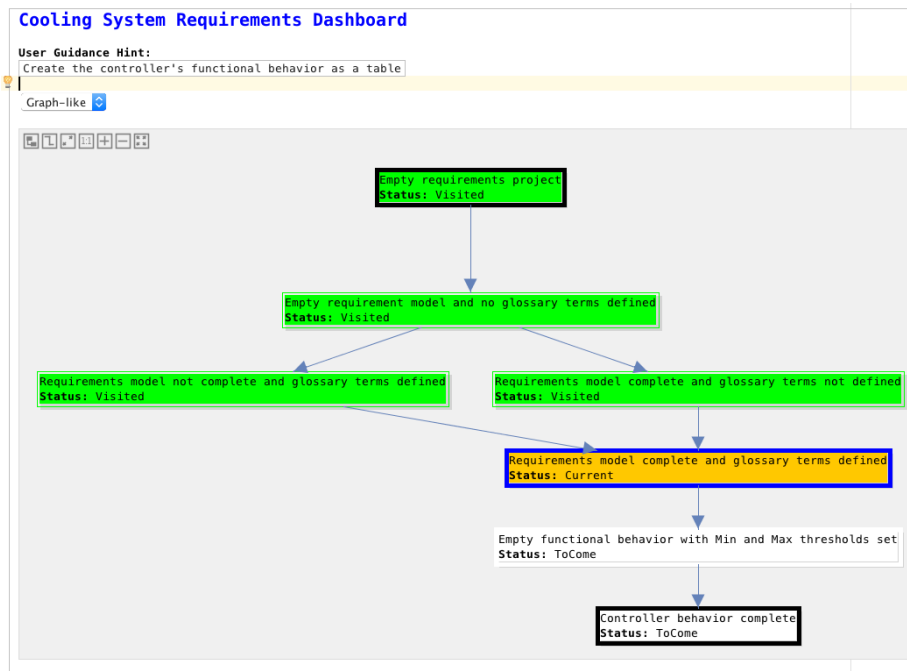 Cooling System Requirements Dashboard
User Guidance Hint:
Create the controller's functional behavior as a table
Graph-like
1:1
Empty requirements project
Status: Visited
Empty requirement model and no glossary terms defined
Status: Visited
Requirements model not complete and glossary terms defined
Status: Visited
Requirements model complete and glossary terms not defined
Status: Visited
Requirements model complete and glossary terms defined
Status: Current
Empty functional behavior with Min and Max thresholds set
Status: ToCome
Controller behavior complete
Status: ToCome